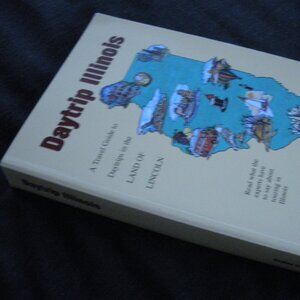 Daytrip Illinois
A Travel Guide to
Daytrips in the
LAND OF
LINCOLN
Read what the
experts have
to say about
touring in
Illinois
Daytrip Illinois